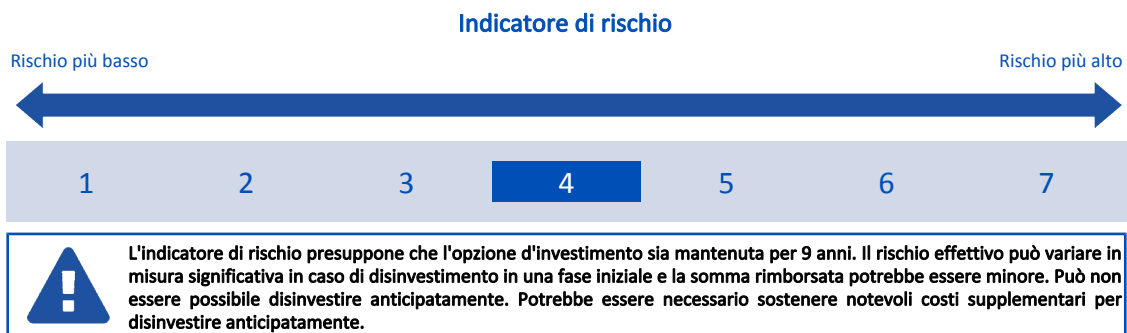 Indicatore di rischio
Rischio più basso
Rischio più alto
1 2 3 4 5 6 7
L'indicatore di rischio presuppone che l'opzione d'investimento sia mantenuta per 9 anni. Il rischio effettivo può variare in
misura significativa in caso di disinvestimento in una fase iniziale e la somma rimborsata potrebbe essere minore. Può non
essere possibile disinvestire anticipatamente. Potrebbe essere necessario sostenere notevoli costi supplementari per
disinvestire anticipatamente.